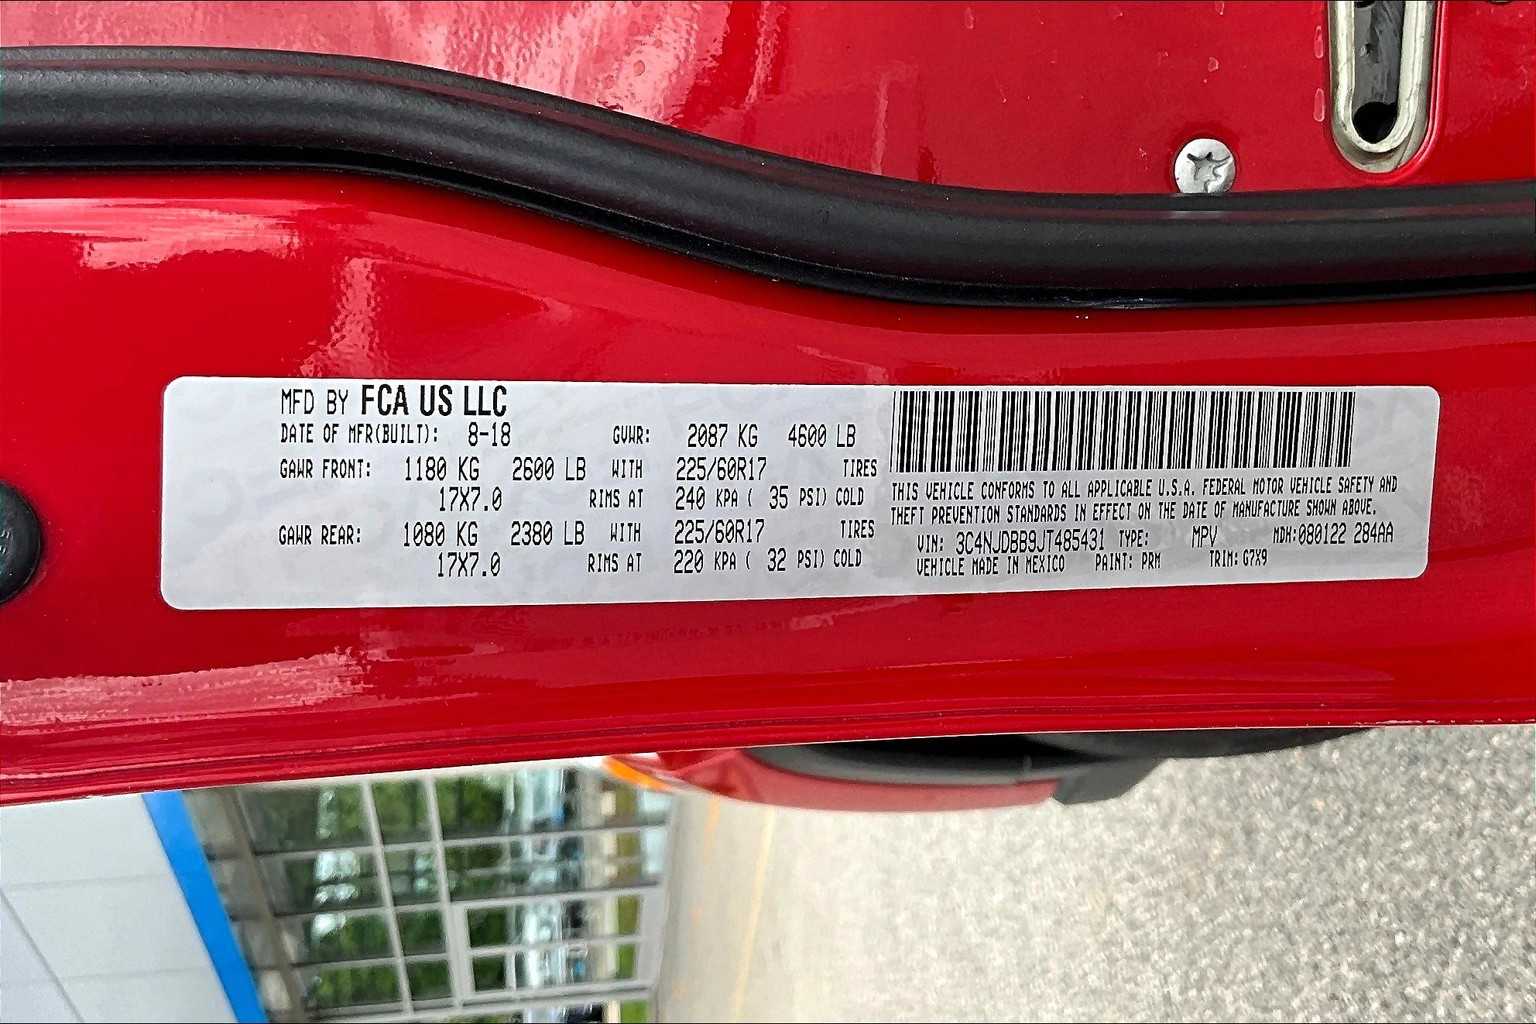 MFD BY FCA US LLC
DATE OF MFR(BUILT): 8-18 GVWR: 2087 KG 4600 LB
GAWR FRONT: 1180 KG 2600 LB WITH 225/60R17 TIRES
17X7.0 RIMS AT 240 KPA ( 35 PSI) COLD
GAWR REAR: 1080 KG 2380 LB WITH 225/60R17 TIRES
17X7.0 RIMS AT 220 KPA ( 32 PSI) COLD
THIS VEHICLE CONFORMS TO ALL APPLICABLE U.S.A. FEDERAL MOTOR VEHICLE SAFETY AND
THEFT PREVENTION STANDARDS IN EFFECT ON THE DATE OF MANUFACTURE SHOWN ABOVE.
VIN: 3C4NJDBB9JT485431 TYPE: MPV MDH:080122 284AA
VEHICLE MADE IN MEXICO PAINT: PRM TRIM: G7X9